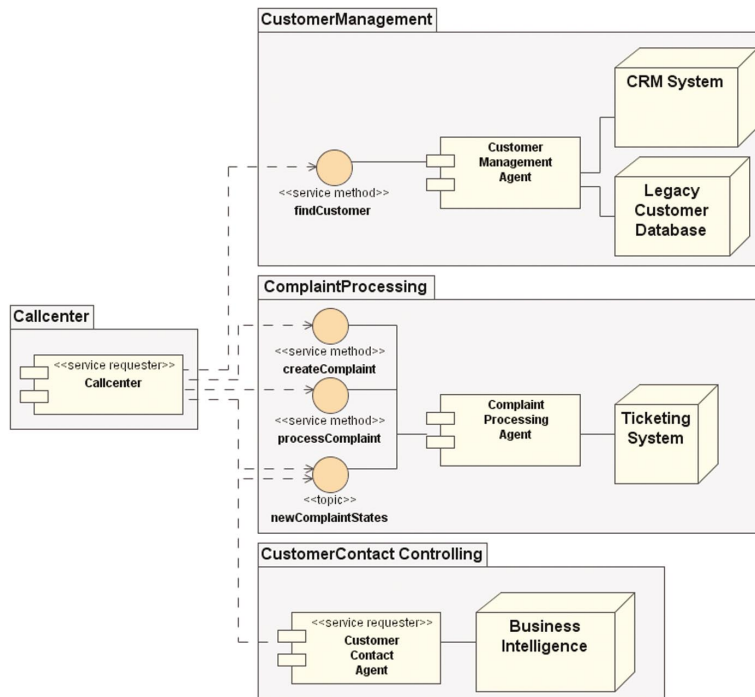 CustomerManagement
CRM System
Customer
Management
Agent
<<service method>>
findCustomer
Legacy
Customer
Database
ComplaintProcessing
Callcenter
<<service requester>>
Callcenter
<<service method>>
createComplaint
<<service method>>
processComplaint
Complaint
Processing
Agent
Ticketing
System
<<topic>>
newComplaintStates
CustomerContact Controlling
<<service requester>>
Customer
Contact
Agent
Business
Intelligence